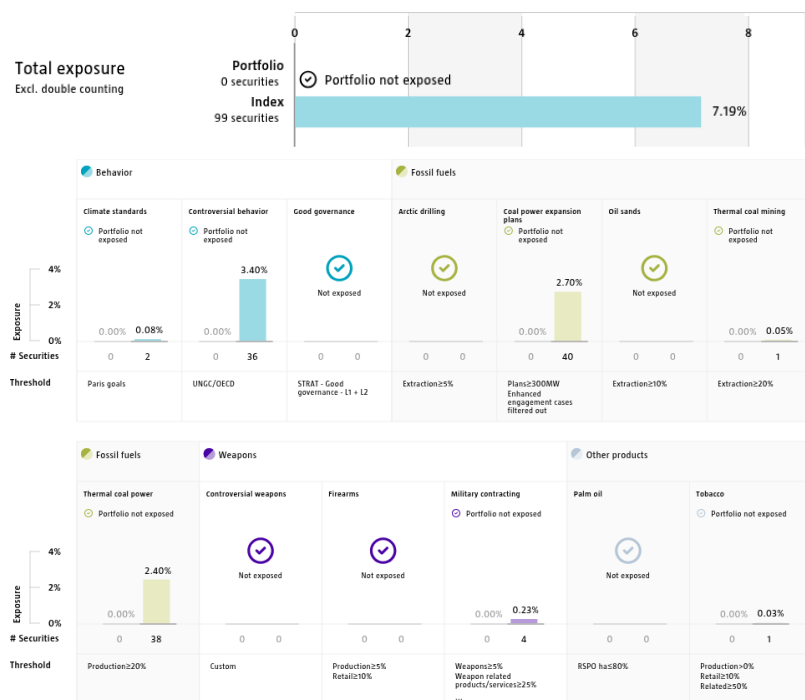 0 2 4 6 8
Total exposure
Excl. double counting
Portfolio
0 securities
Portfolio not exposed
Index
99 securities
7.19%
Behavior
Fossil fuels
Climate standards
Controversial behavior
Good governance
Arctic drilling
Coal power expansion
plans
Oil sands
Thermal coal mining
Portfolio not
exposed
Portfolio not
exposed
Not exposed
Not exposed
Portfolio not
exposed
Not exposed
Portfolio not
exposed
Exposure
4%
2%
0%
0.00% 0.08%
0.00% 3.40%
0.00% 2.70%
0.00% 0.05%
# Securities 0 2 0 36 0 0 0 0 0 40 0 0 0 1
Threshold
Paris goals
UNGC/OECD
STRAT - Good
governance - L1 + L2
Extraction≥5%
Plans≥300MW
Enhanced
engagement cases
filtered out
Extraction≥10%
Extraction≥20%
Fossil fuels
Weapons
Other products
Thermal coal power
Controversial weapons
Firearms
Military contracting
Palm oil
Tobacco
Portfolio not exposed
Not exposed
Not exposed
Portfolio not exposed
Not exposed
Portfolio not exposed
Exposure
4%
2%
0%
0.00% 2.40%
0.00% 0.23%
0.00% 0.03%
# Securities 0 38 0 0 0 0 0 4 0 0 0 1
Threshold
Production≥20%
Custom
Production≥5%
Retail≥10%
Weapons≥5%
Weapon related
products/services≥25%
RSPO ha≤80%
Production>0%
Retail≥10%
Related≥50%